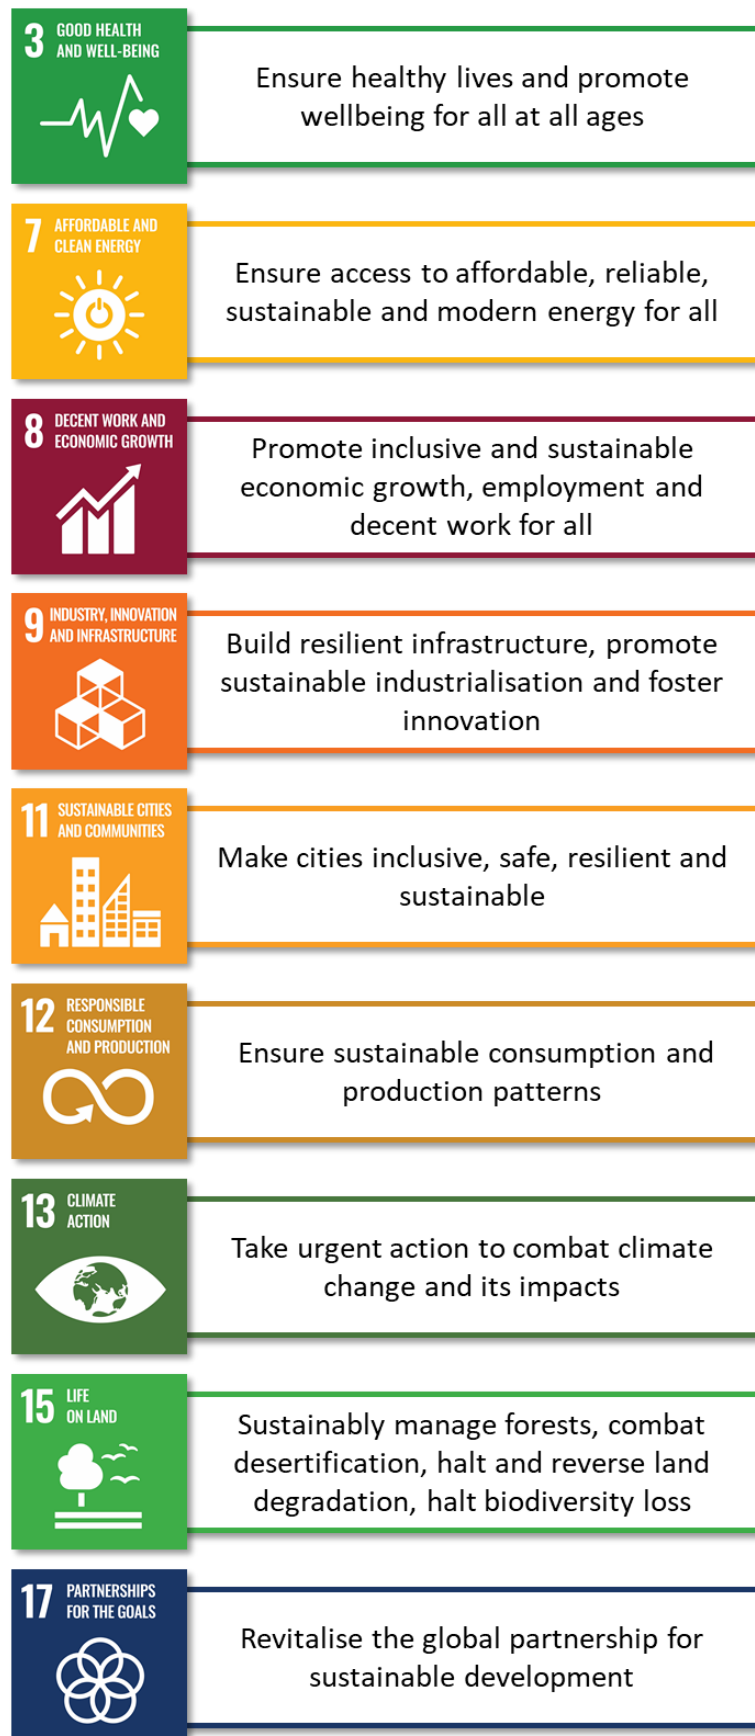 3 GOOD HEALTH
AND WELL-BEING
Ensure healthy lives and promote
wellbeing for all at all ages
7 AFFORDABLE AND
CLEAN ENERGY
Ensure access to affordable, reliable,
sustainable and modern energy for all
8 DECENT WORK AND
ECONOMIC GROWTH
Promote inclusive and sustainable
economic growth, employment and
decent work for all
9 INDUSTRY, INNOVATION
AND INFRASTRUCTURE
Build resilient infrastructure, promote
sustainable industrialisation and foster
innovation
11 SUSTAINABLE CITIES
AND COMMUNITIES
Make cities inclusive, safe, resilient and
sustainable
12 RESPONSIBLE
CONSUMPTION
AND PRODUCTION
Ensure sustainable consumption and
production patterns
13 CLIMATE
ACTION
Take urgent action to combat climate
change and its impacts
15 LIFE
ON LAND
Sustainably manage forests, combat
desertification, halt and reverse land
degradation, halt biodiversity loss
17 PARTNERSHIPS
FOR THE GOALS
Revitalise the global partnership for
sustainable development